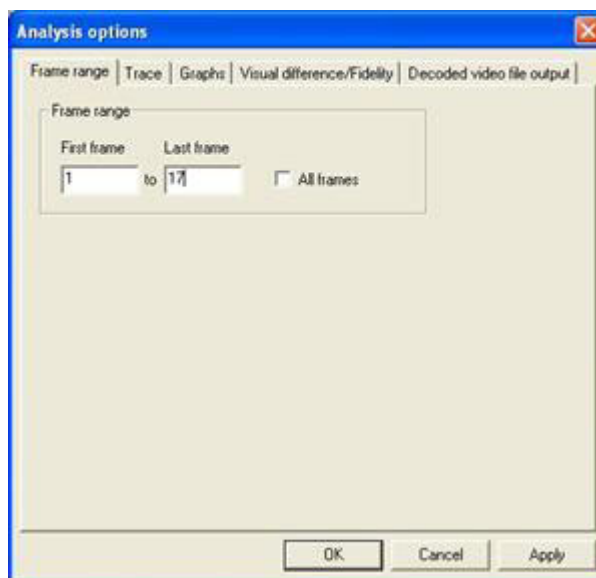 Analysis options
Frame range Trace Graphs Visual difference/Fidelity Decoded video file output
Frame range
First frame Last frame
1 to 17 All frames
OK Cancel Apply